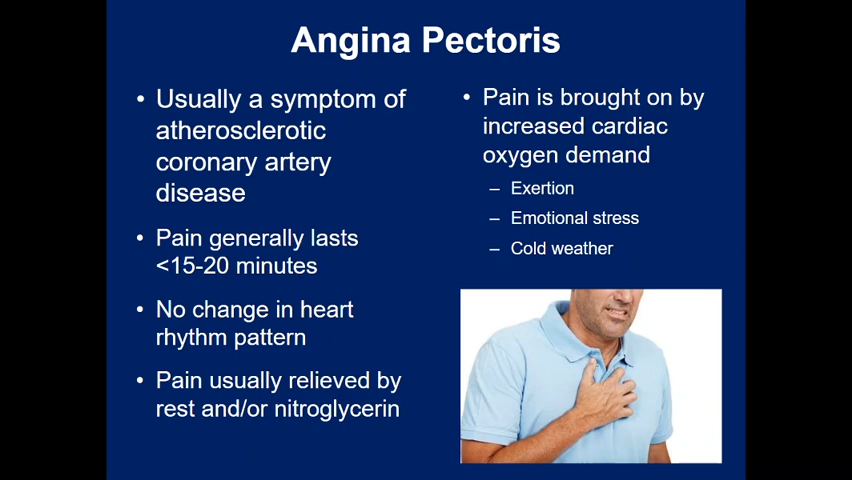 Angina Pectoris
• Usually a symptom of
atherosclerotic
coronary artery
disease
• Pain generally lasts
<15-20 minutes
• No change in heart
rhythm pattern
• Pain usually relieved by
rest and/or nitroglycerin
• Pain is brought on by
increased cardiac
oxygen demand
– Exertion
– Emotional stress
– Cold weather